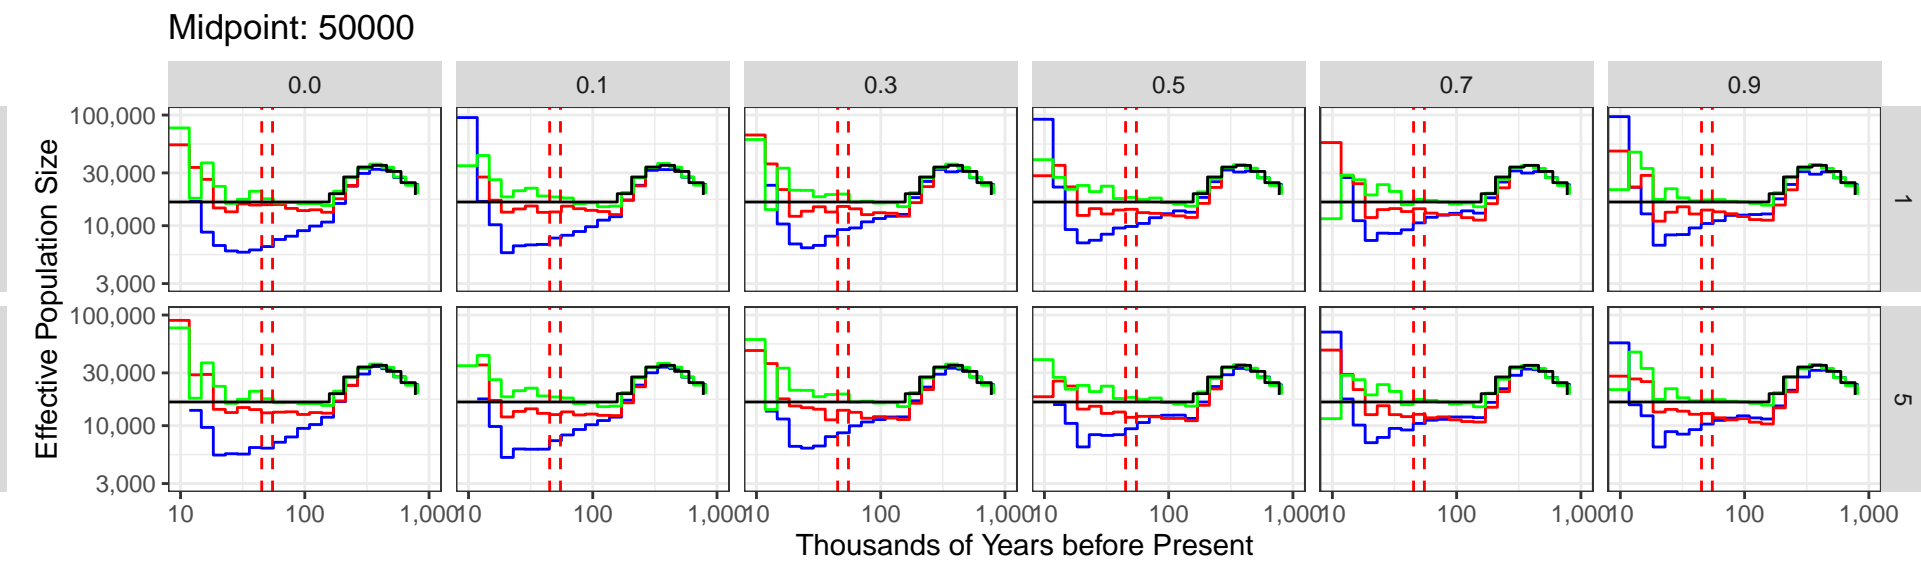 Midpoint: 50000
0.0 0.1 0.3 0.5 0.7 0.9
Effective Population Size
100,000
30,000
10,000
3,000
1
100,000
30,000
10,000
3,000
5
10 100 1,000 10 100 1,000 10 100 1,000 10 100 1,000 10 100 1,000 10 100 1,000
Thousands of Years before Present